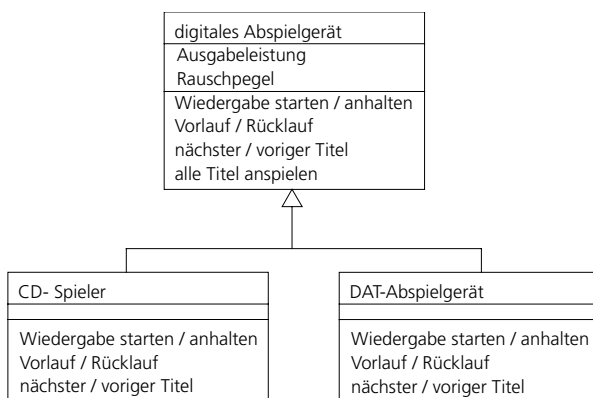 digitales Abspielgerät
Ausgabeleistung
Rauschpegel
Wiedergabe starten / anhalten
Vorlauf / Rücklauf
nächster / voriger Titel
alle Titel anspielen
CD- Spieler
Wiedergabe starten / anhalten
Vorlauf / Rücklauf
nächster / voriger Titel
DAT-Abspielgerät
Wiedergabe starten / anhalten
Vorlauf / Rücklauf
nächster / voriger Titel